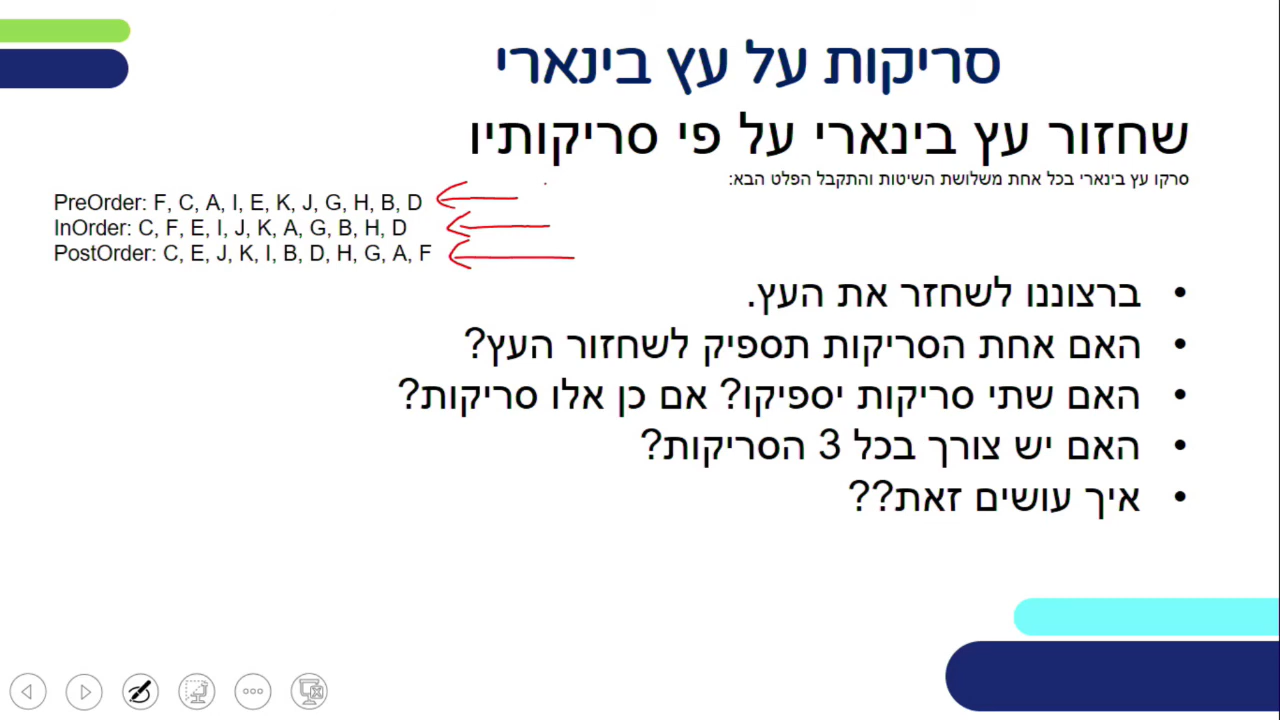 סריקות על עץ בינארי
שחזור עץ בינארי על פי סריקותיו
סרקו עץ בינארי בכל אחת משלושת השיטות והתקבל הפלט הבא:
PreOrder: F, C, A, I, E, K, J, G, H, B, D
InOrder: C, F, E, I, J, K, A, G, B, H, D
PostOrder: C, E, J, K, I, B, D, H, G, A, F
• ברצוננו לשחזר את העץ.
• האם אחת הסריקות תספיק לשחזור העץ?
• האם שתי סריקות יספיקו? אם כן אלו סריקות?
• האם יש צורך בכל 3 הסריקות?
• איך עושים זאת??